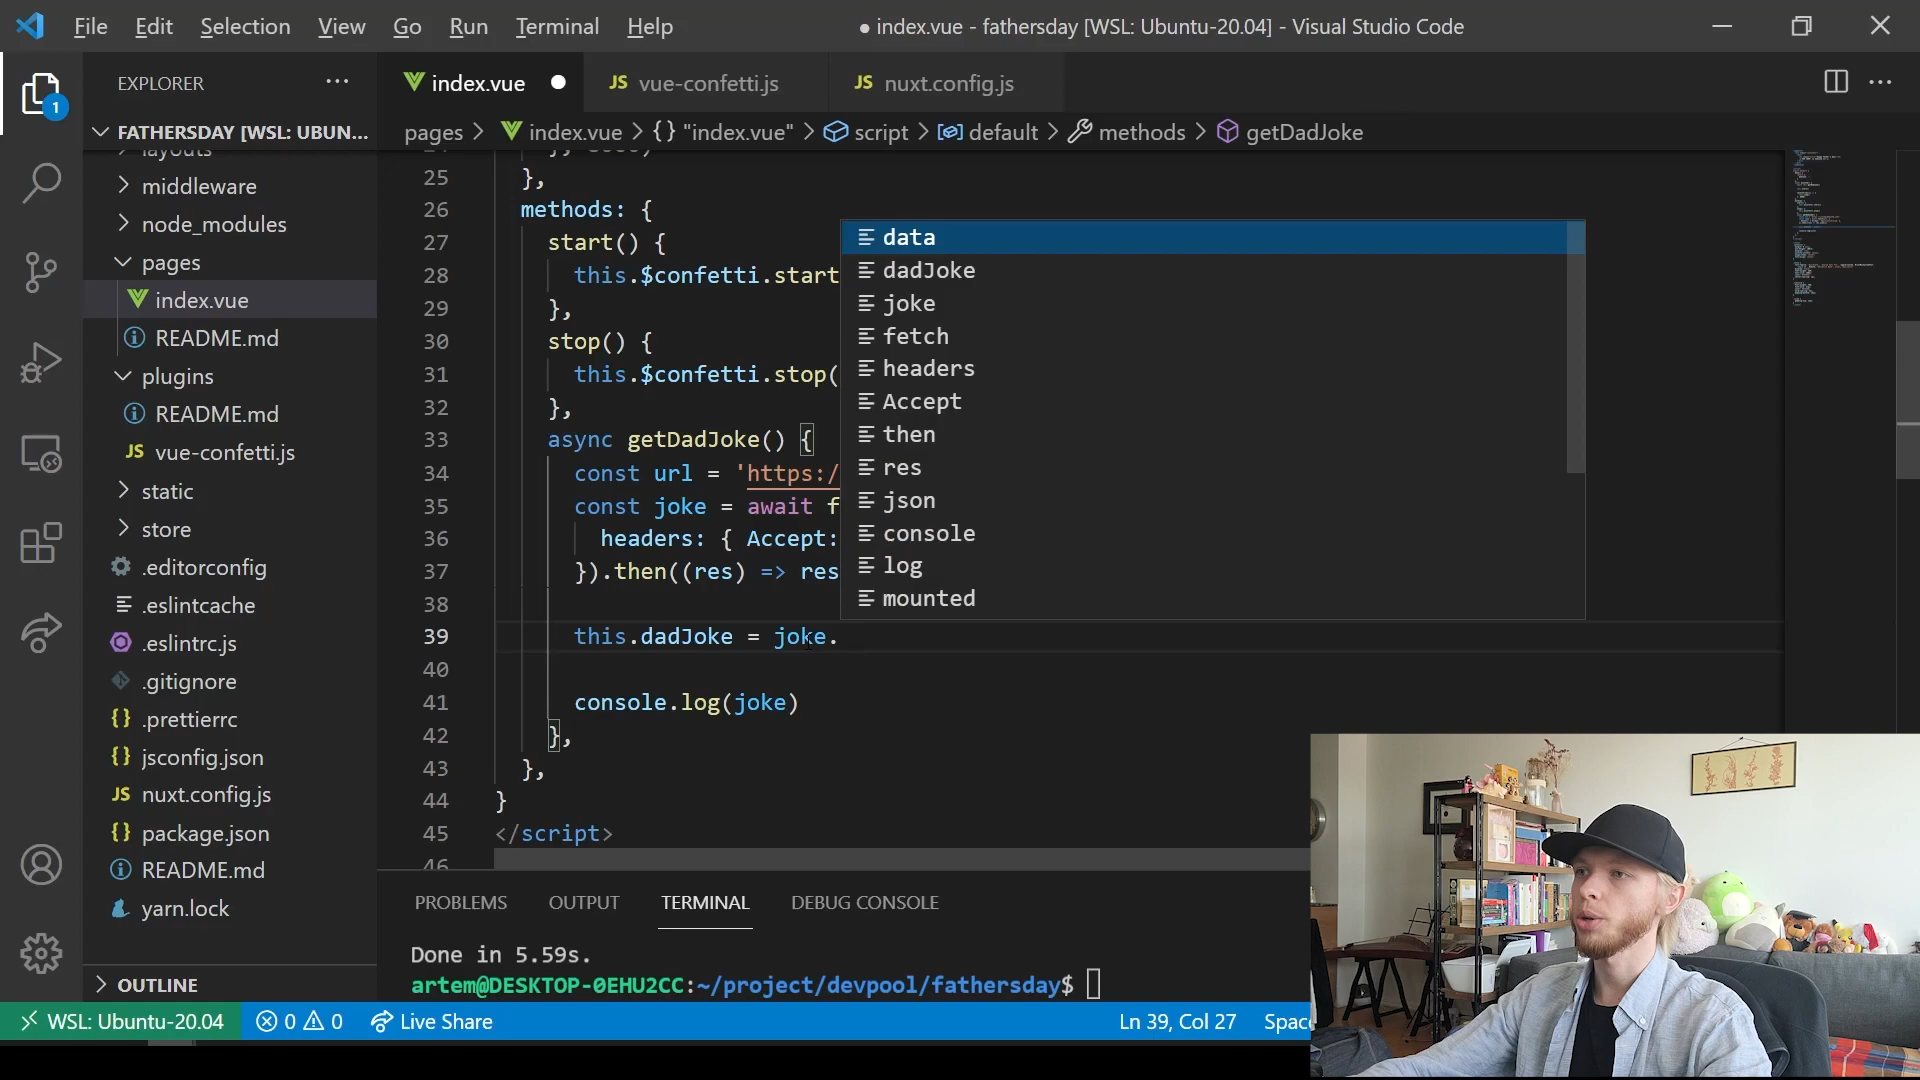 File Edit Selection View Go Run Terminal Help
● index.vue - fathersday [WSL: Ubuntu-20.04] - Visual Studio Code
1
EXPLORER
FATHERSDAY [WSL: UBUN...
layouts
middleware
node_modules
pages
index.vue
README.md
plugins
README.md
vue-confetti.js
static
store
.editorconfig
.eslintcache
.eslintrc.js
.gitignore
.prettierrc
jsconfig.json
nuxt.config.js
package.json
README.md
yarn.lock
OUTLINE
index.vue
JS vue-confetti.js
JS nuxt.config.js
pages > index.vue > {} "index.vue" > script > default > methods > getDadJoke
25 },
26 methods: {
27 start() {
28 this.$confetti.start
29 },
30 stop() {
31 this.$confetti.stop(
32 },
33 async getDadJoke() {
34 const url = 'https:/
35 const joke = await f
36 headers: { Accept:
37 }).then((res) => res
38
39 this.dadJoke = joke.
40
41 console.log(joke)
42 },
43 },
44 }
45 </script>
46
data
dadJoke
joke
fetch
headers
Accept
then
res
json
console
log
mounted
PROBLEMS OUTPUT TERMINAL DEBUG CONSOLE
Done in 5.59s.
artem@DESKTOP-0EHU2CC:~/project/devpool/fathersday$
WSL: Ubuntu-20.04 0 0 Live Share
Ln 39, Col 27